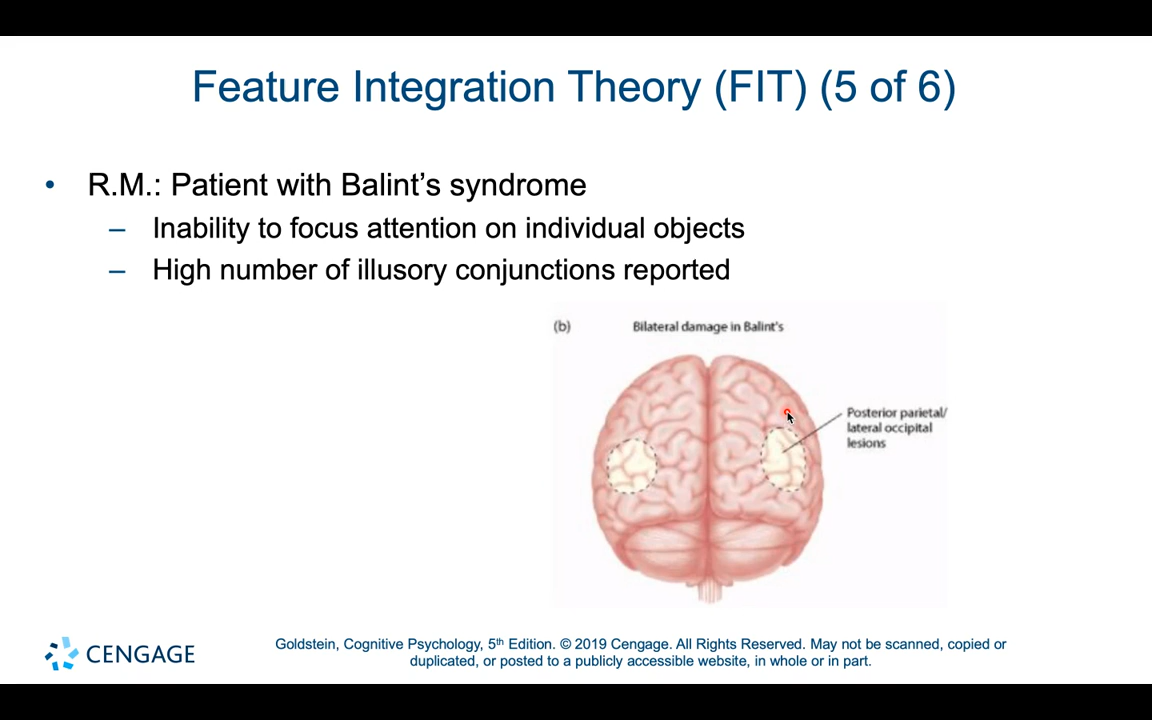 Feature Integration Theory (FIT) (5 of 6)
• R.M.: Patient with Balint’s syndrome
– Inability to focus attention on individual objects
– High number of illusory conjunctions reported
(b) Bilateral damage in Balint's
Posterior parietal/
lateral occipital
lesions
CENGAGE
Goldstein, Cognitive Psychology, 5th Edition. © 2019 Cengage. All Rights Reserved. May not be scanned, copied or
duplicated, or posted to a publicly accessible website, in whole or in part.